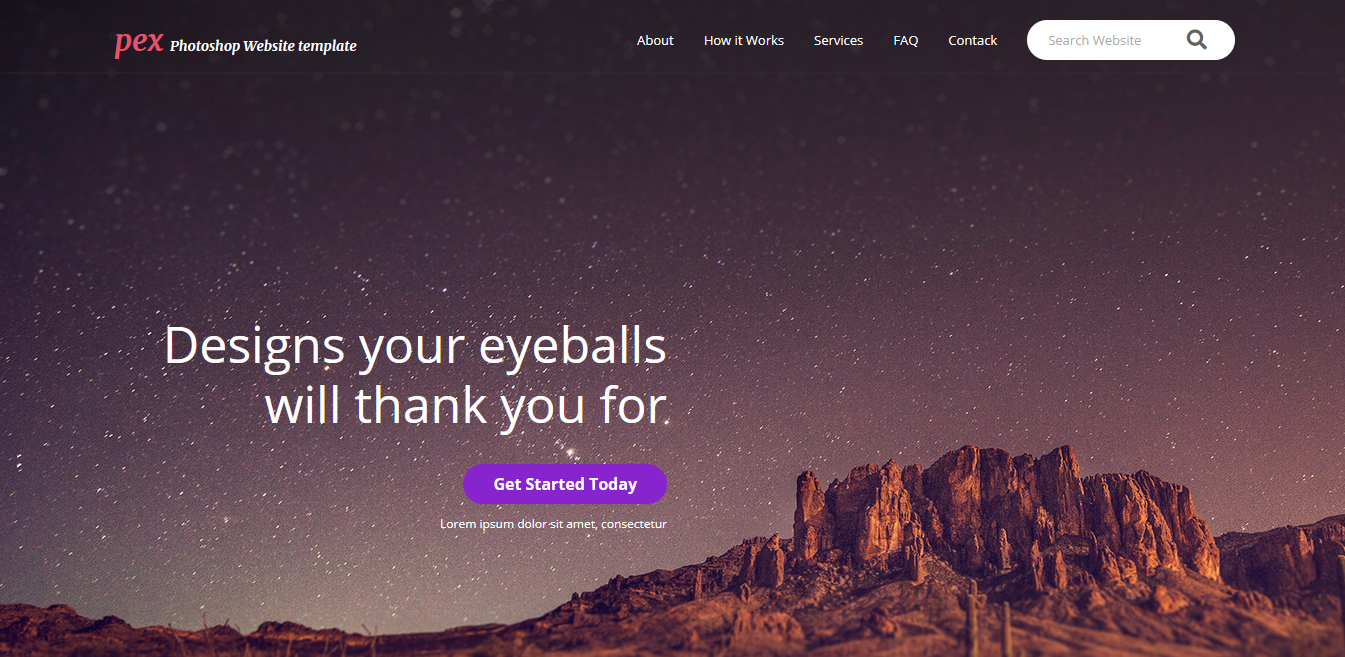 pex Photoshop Website template
About How it Works Services FAQ Contack Search Website
Designs your eyeballs
will thank you for
Get Started Today
Lorem ipsum dolor sit amet, consectetur